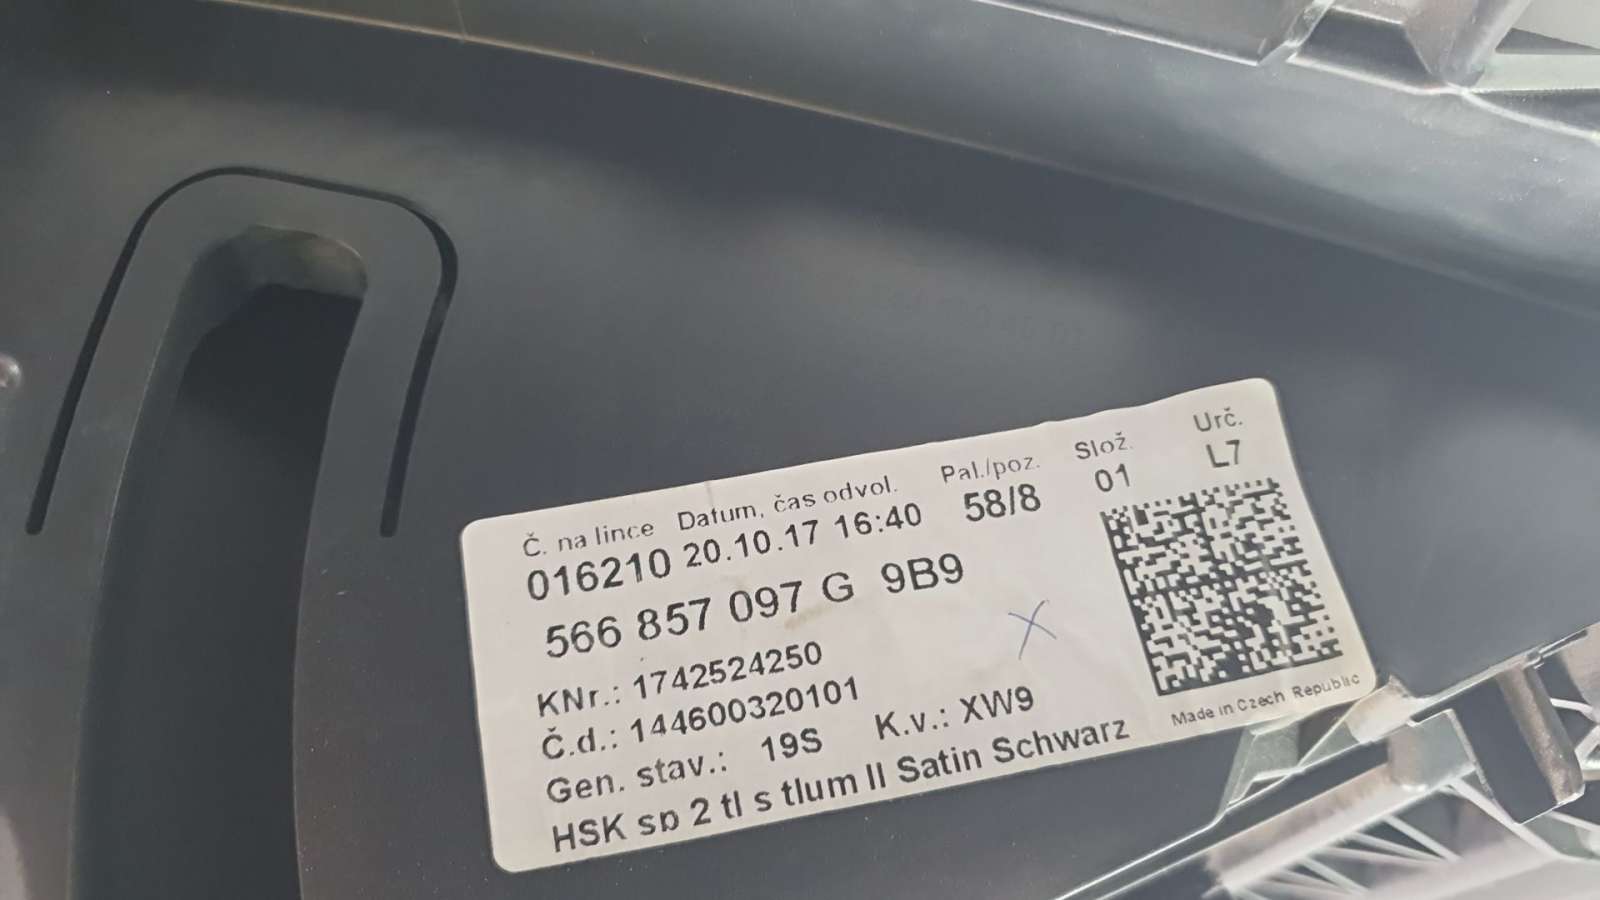 Č. na lince Datum, čas odvol. Pal./poz. Slož. Urč.
016210 20.10.17 16:40 58/8 01 L7
566 857 097 G 9B9
KNr.: 1742524250
Č.d.: 144600320101
Gen. stav.: 19S K.v.: XW9
HSK sp 2 tl s tlum II Satin Schwarz
Made in Czech Republic